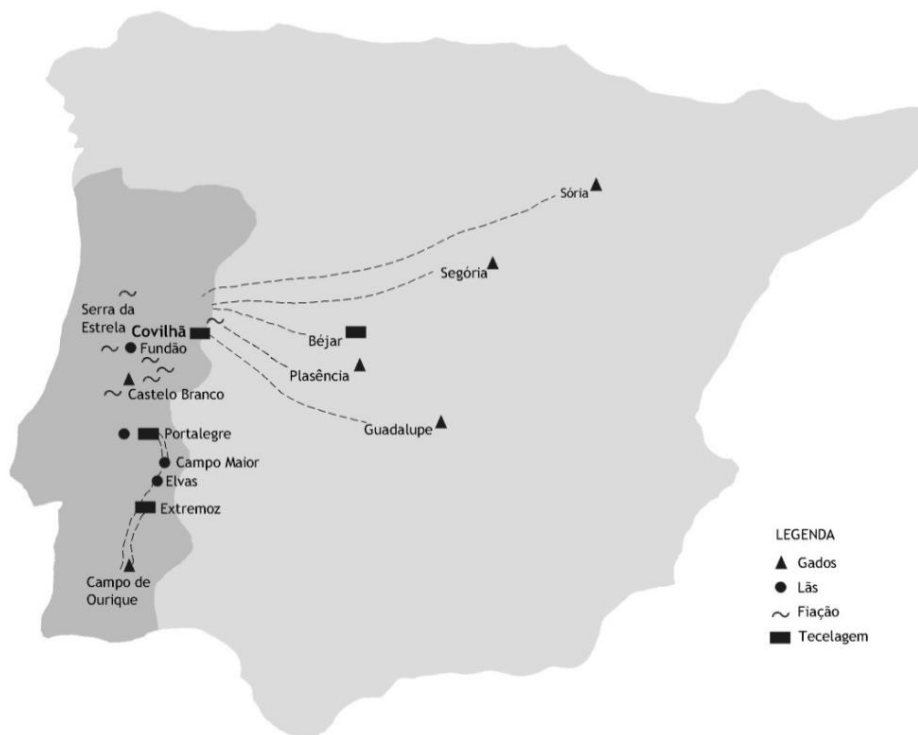 Sória
Segória
Serra da
Estrela
Covilhã
Fundão
Béjar
Plasência
Castelo Branco
Guadalupe
Portalegre
Campo Maior
Elvas
Extremoz
Campo de
Ourique
LEGENDA
Gados
Lãs
Fiação
Tecelagem